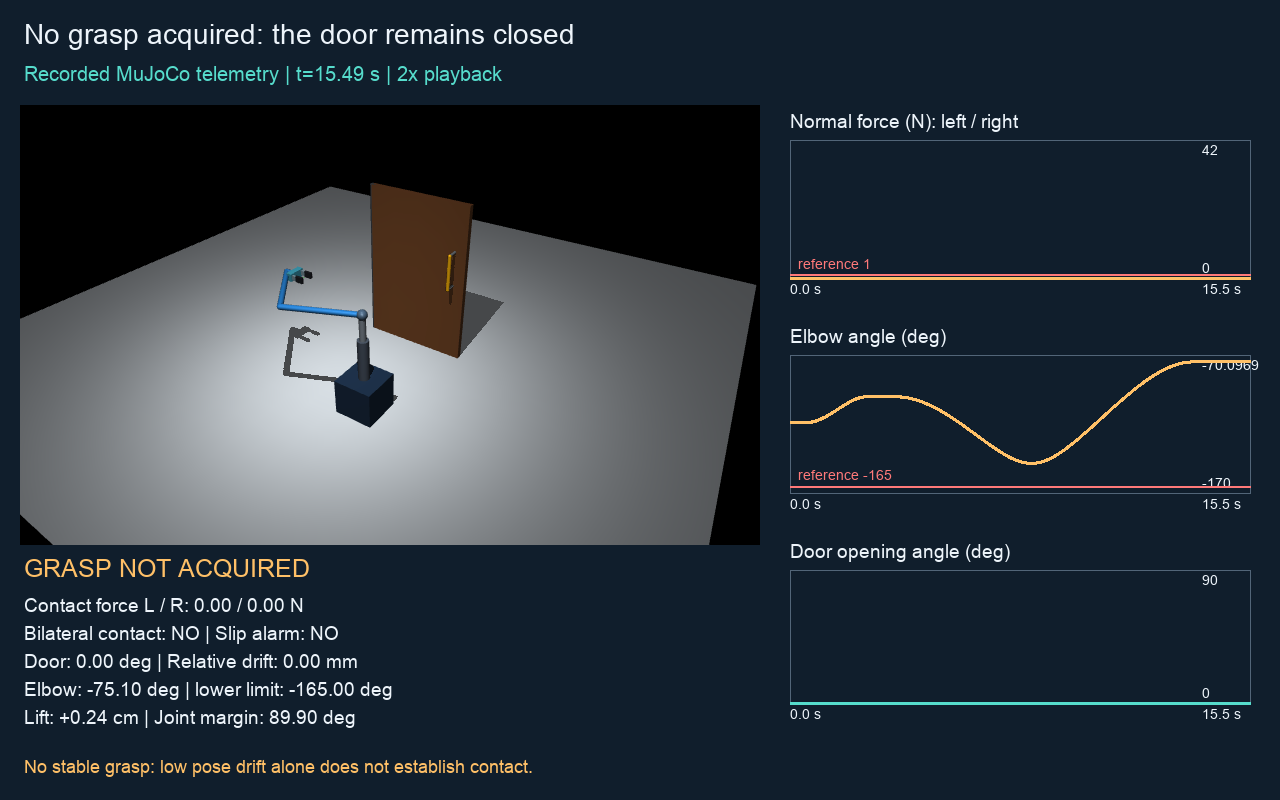 No grasp acquired: the door remains closed
Recorded MuJoCo telemetry | t=15.49 s | 2x playback
Normal force (N): left / right
42
reference 1
0
0.0 s
15.5 s
Elbow angle (deg)
-70.0969
reference -165
-170
0.0 s
15.5 s
Door opening angle (deg)
90
0
0.0 s
15.5 s
GRASP NOT ACQUIRED
Contact force L / R: 0.00 / 0.00 N
Bilateral contact: NO | Slip alarm: NO
Door: 0.00 deg | Relative drift: 0.00 mm
Elbow: -75.10 deg | lower limit: -165.00 deg
Lift: +0.24 cm | Joint margin: 89.90 deg
No stable grasp: low pose drift alone does not establish contact.